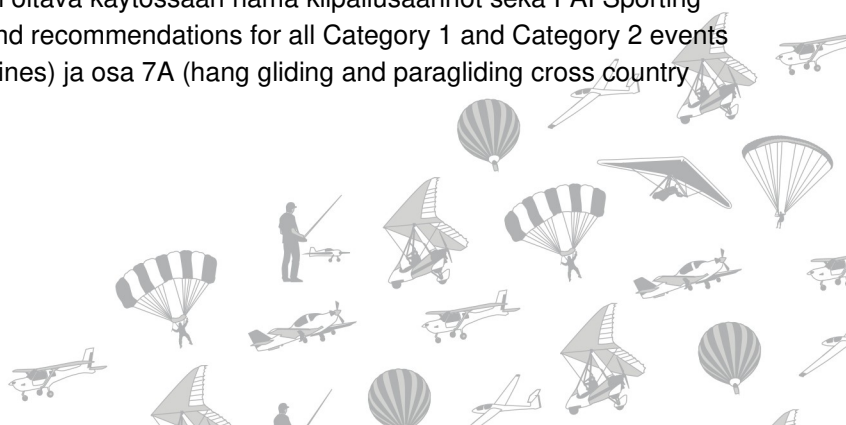 oltava käytössään nämä kilpailusäännöt sekä FAI Sporting
nd recommendations for all Category 1 and Category 2 events
ines) ja osa 7A (hang gliding and paragliding cross country